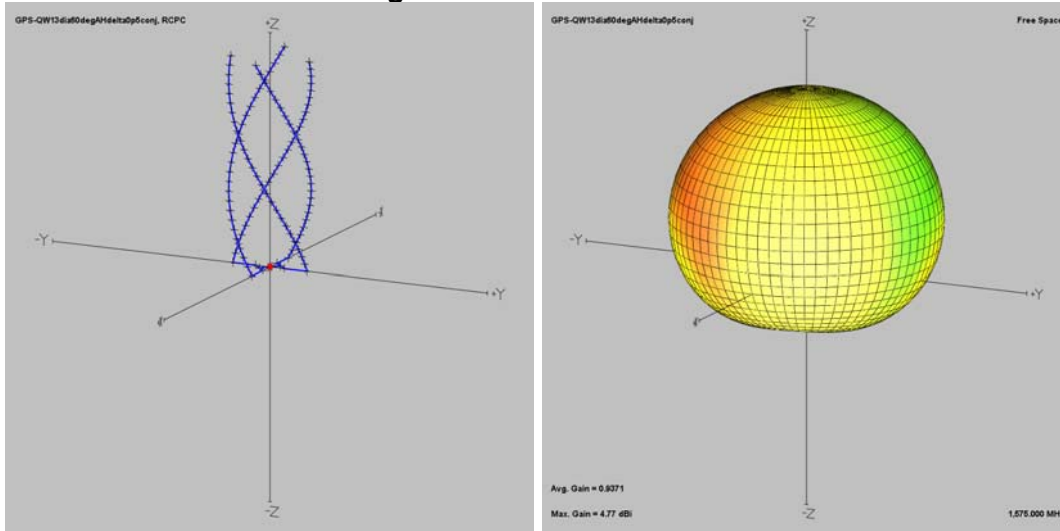 GPS-QW13dia60degAHdelta0p5conj, RCPC
+Z
-Y
+Y
-Z
GPS-QW13dia60degAHdelta0p5conj
Free Space
+Z
-Y
+Y
Avg. Gain = 0.9371
Max. Gain = 4.77 dBi
-Z
1,575.000 MH